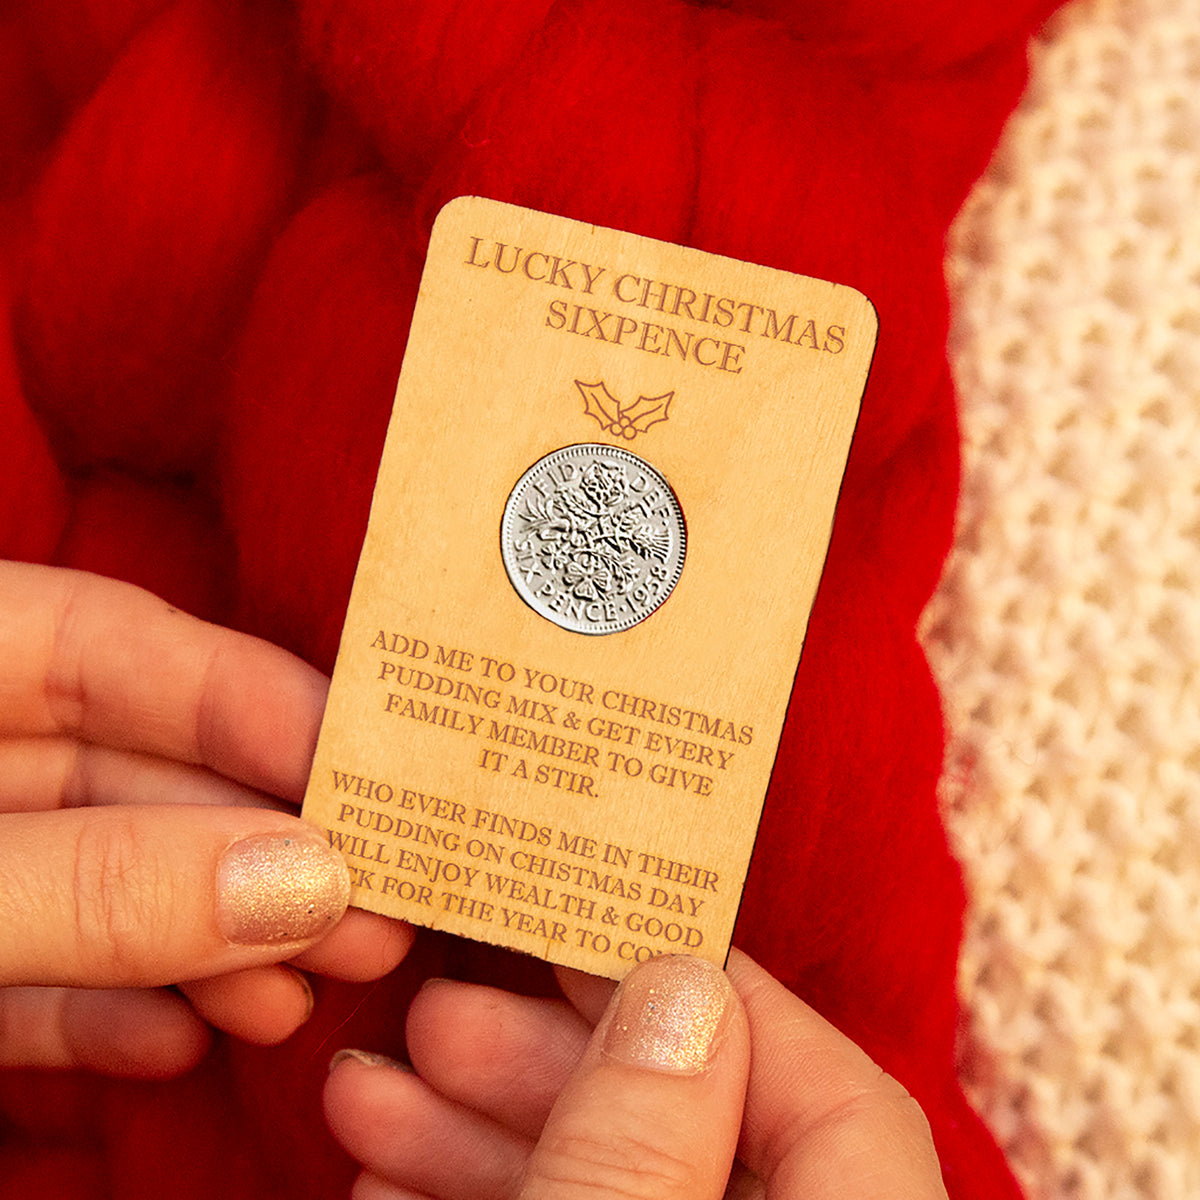 LUCKY CHRISTMAS
SIXPENCE
FID · DEF ·
SIXPENCE · 1958
ADD ME TO YOUR CHRISTMAS
PUDDING MIX & GET EVERY
FAMILY MEMBER TO GIVE
IT A STIR.
WHO EVER FINDS ME IN THEIR
PUDDING ON CHISTMAS DAY
WILL ENJOY WEALTH & GOOD
FOR THE YEAR TO